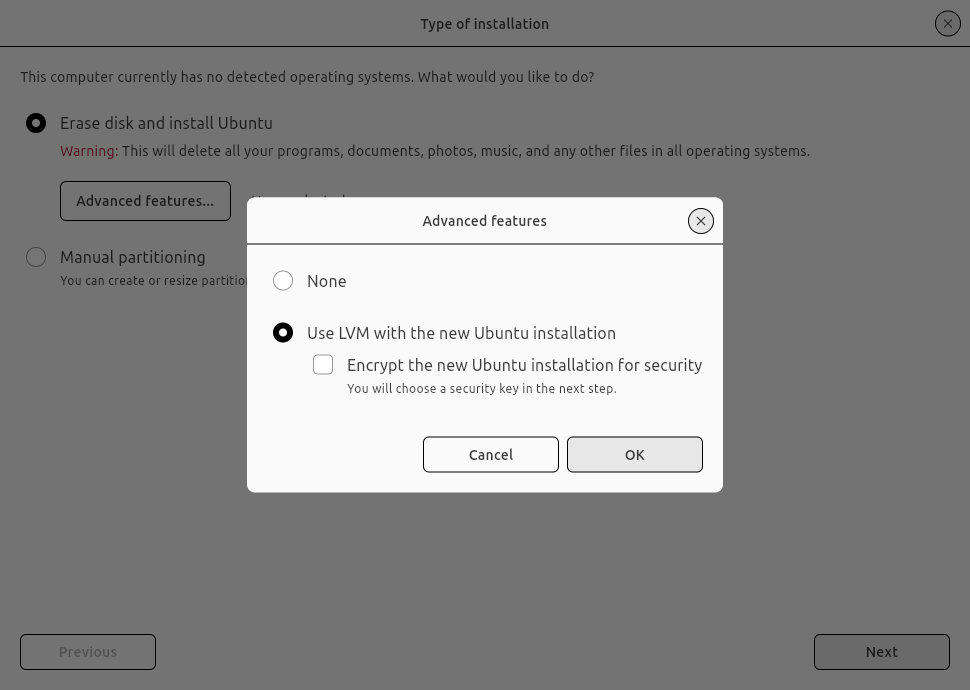 Type of installation
This computer currently has no detected operating systems. What would you like to do?
Erase disk and install Ubuntu
Warning: This will delete all your programs, documents, photos, music, and any other files in all operating systems.
Advanced features...
Manual partitioning
You can create or resize
Advanced features
None
Use LVM with the new Ubuntu installation
Encrypt the new Ubuntu installation for security
You will choose a security key in the next step.
Cancel
OK
Previous
Next